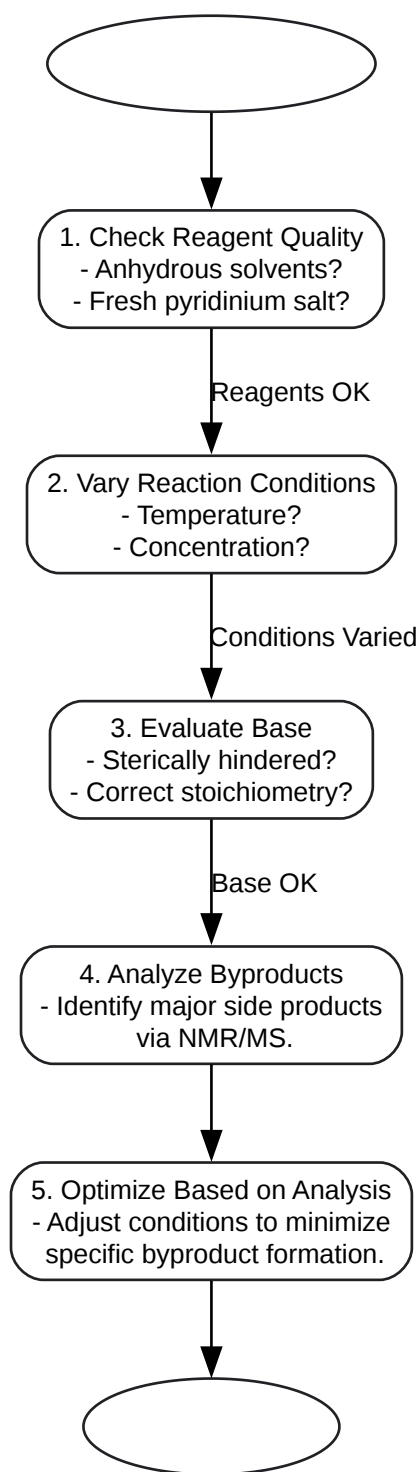 1. Check Reagent Quality
- Anhydrous solvents?
- Fresh pyridinium salt?
Reagents OK
2. Vary Reaction Conditions
- Temperature?
- Concentration?
Conditions Varied
3. Evaluate Base
- Sterically hindered?
- Correct stoichiometry?
Base OK
4. Analyze Byproducts
- Identify major side products
via NMR/MS.
5. Optimize Based on Analysis
- Adjust conditions to minimize
specific byproduct formation.